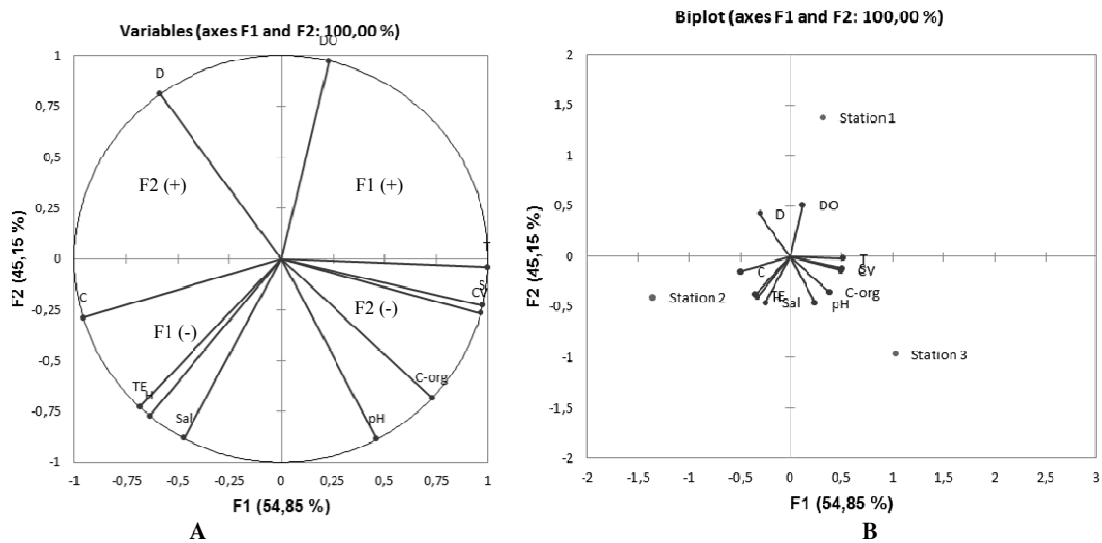 Variables (axes F1 and F2: 100,00 %)
DO
D
F2 (+)
F1 (+)
T
S
CV
C
F1 (-)
F2 (-)
TE
H
Sal
pH
C-org
1
0,75
0,5
0,25
0
-0,25
-0,5
-0,75
-1
-1 -0,75 -0,5 -0,25 0 0,25 0,5 0,75 1
F2 (45,15 %)
F1 (54,85 %)
A
Biplot (axes F1 and F2: 100,00 %)
2
1,5
1
0,5
0
-0,5
-1
-1,5
-2
Station 1
D
DO
T
CV
C
C-org
TE
Sal
pH
Station 2
Station 3
-2 -1,5 -1 -0,5 0 0,5 1 1,5 2 2,5 3
F2 (45,15 %)
F1 (54,85 %)
B